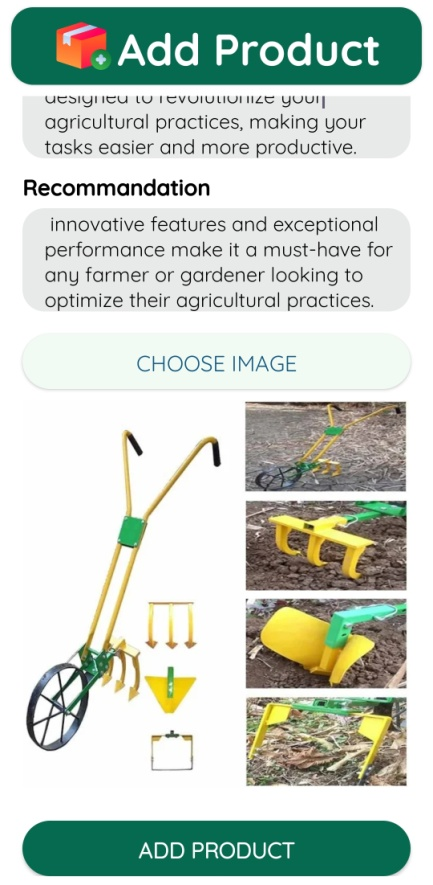 Add Product
designed to revolutionize your
agricultural practices, making your
tasks easier and more productive.
Recommandation
innovative features and exceptional
performance make it a must-have for
any farmer or gardener looking to
optimize their agricultural practices.
CHOOSE IMAGE
ADD PRODUCT